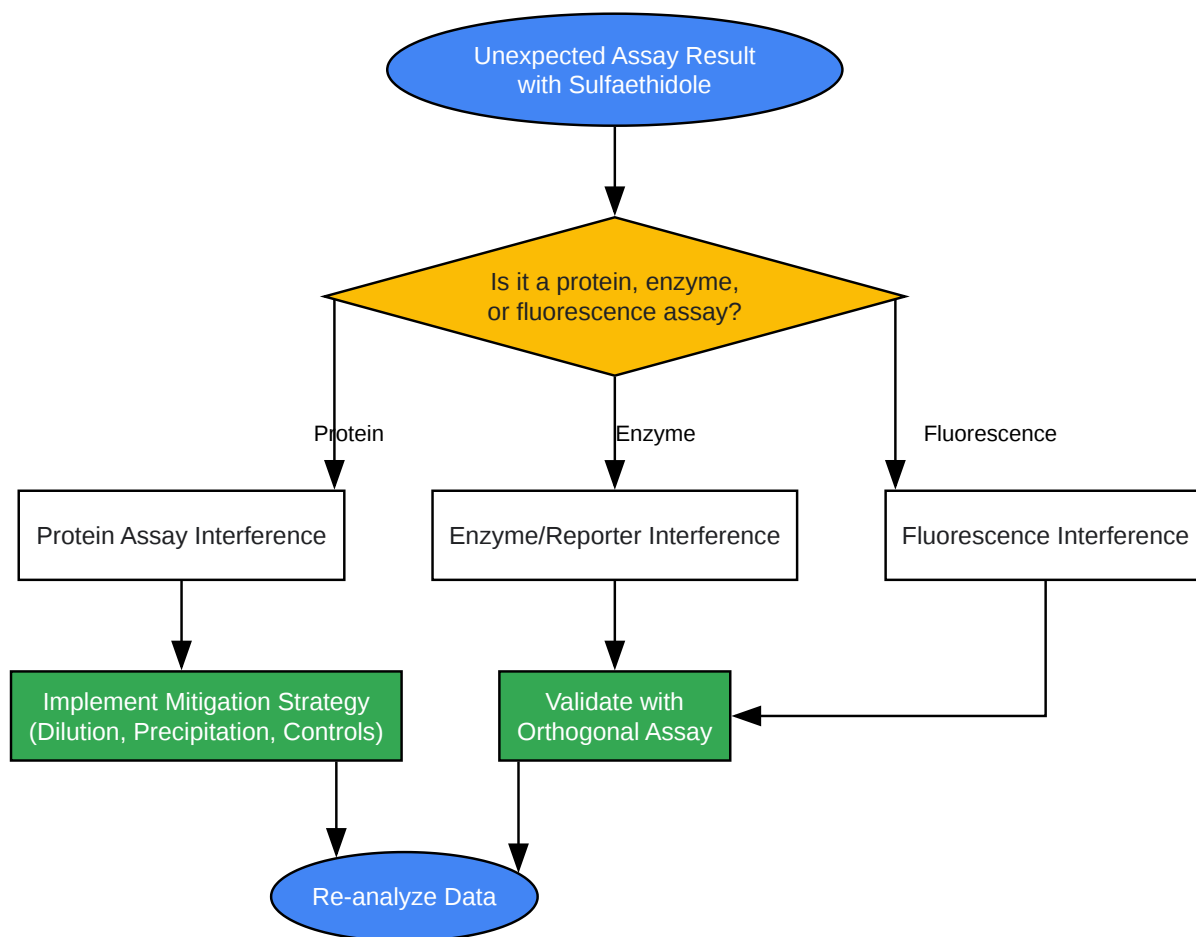 Unexpected Assay Result
with Sulfaethidole
Is it a protein, enzyme,
or fluorescence assay?
Protein
Enzyme
Fluorescence
Protein Assay Interference
Enzyme/Reporter Interference
Fluorescence Interference
Implement Mitigation Strategy
(Dilution, Precipitation, Controls)
Validate with
Orthogonal Assay
Re-analyze Data